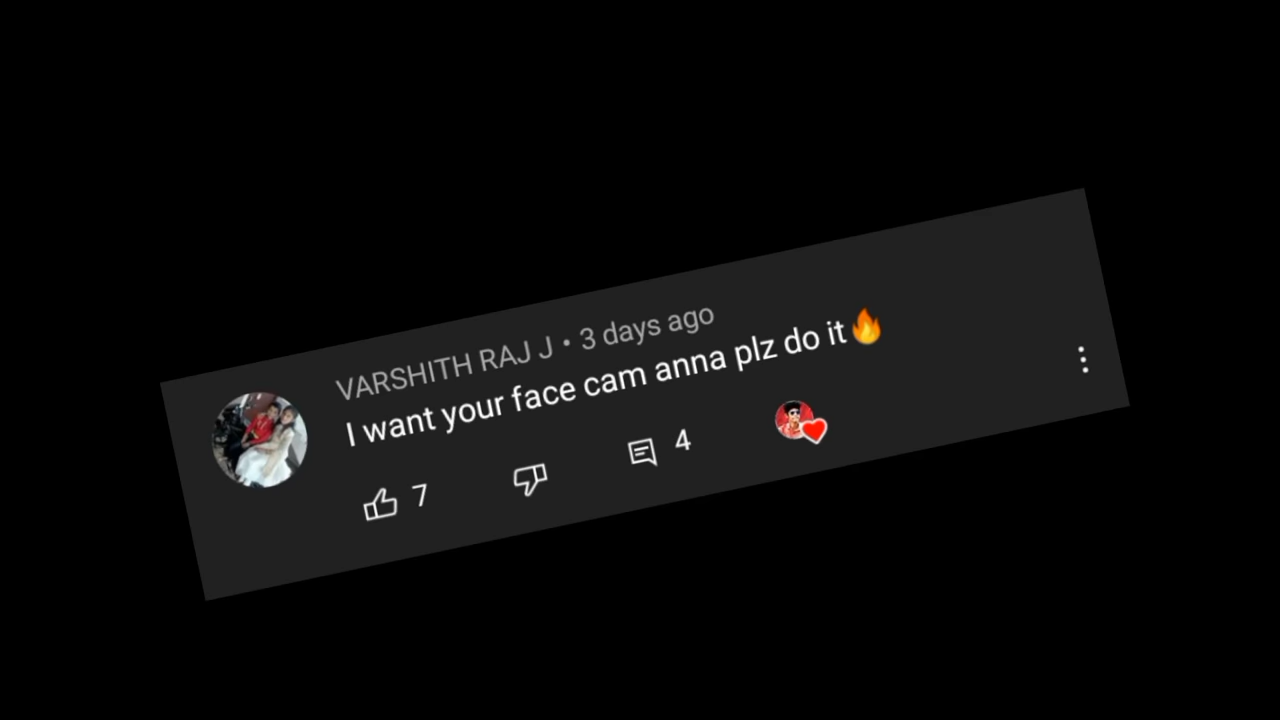 VARSHITH RAJ J • 3 days ago
I want your face cam anna plz do it🔥
7 4